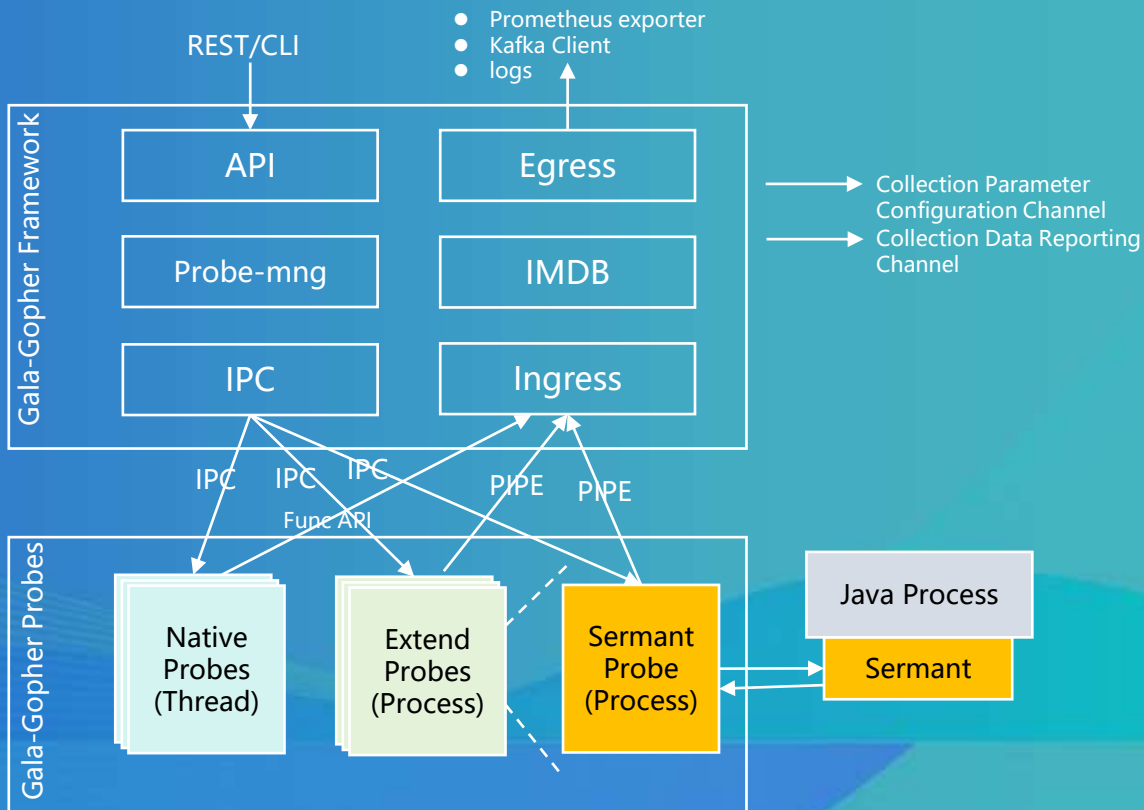 REST/CLI
Prometheus exporter
Kafka Client
logs
Gala-Gopher Framework
API
Egress
Probe-mng
IMDB
IPC
Ingress
Collection Parameter
Configuration Channel
Collection Data Reporting
Channel
IPC
IPC
IPC
PIPE
PIPE
Func API
Gala-Gopher Probes
Native
Probes
(Thread)
Extend
Probes
(Process)
Sermant
Probe
(Process)
Java Process
Sermant